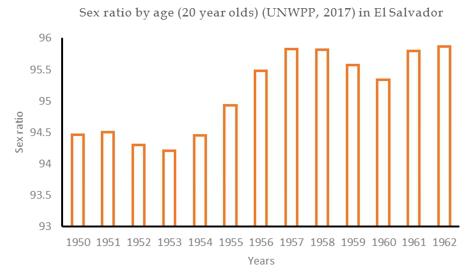 Sex ratio by age (20 year olds) (UNWPP, 2017) in El Salvador
96
95.5
95
94.5
94
93.5
93
Sex ratio
1950 1951 1952 1953 1954 1955 1956 1957 1958 1959 1960 1961 1962
Years